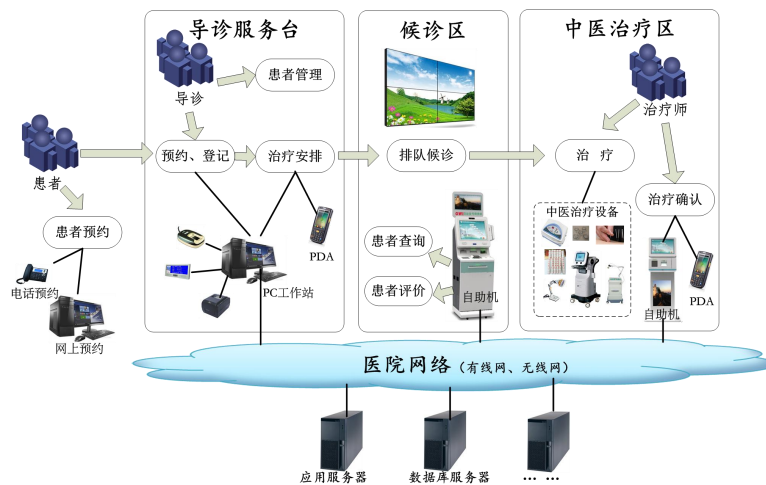 导诊服务台
候诊区
中医治疗区
患者管理
导诊
治疗师
预约、登记
治疗安排
排队候诊
治 疗
患者
患者预约
治疗确认
中医治疗设备
患者查询
PDA
电话预约
PC工作站
患者评价
自助机
PDA
自助机
网上预约
医院网络（有线网、无线网）
应用服务器
数据库服务器
… …